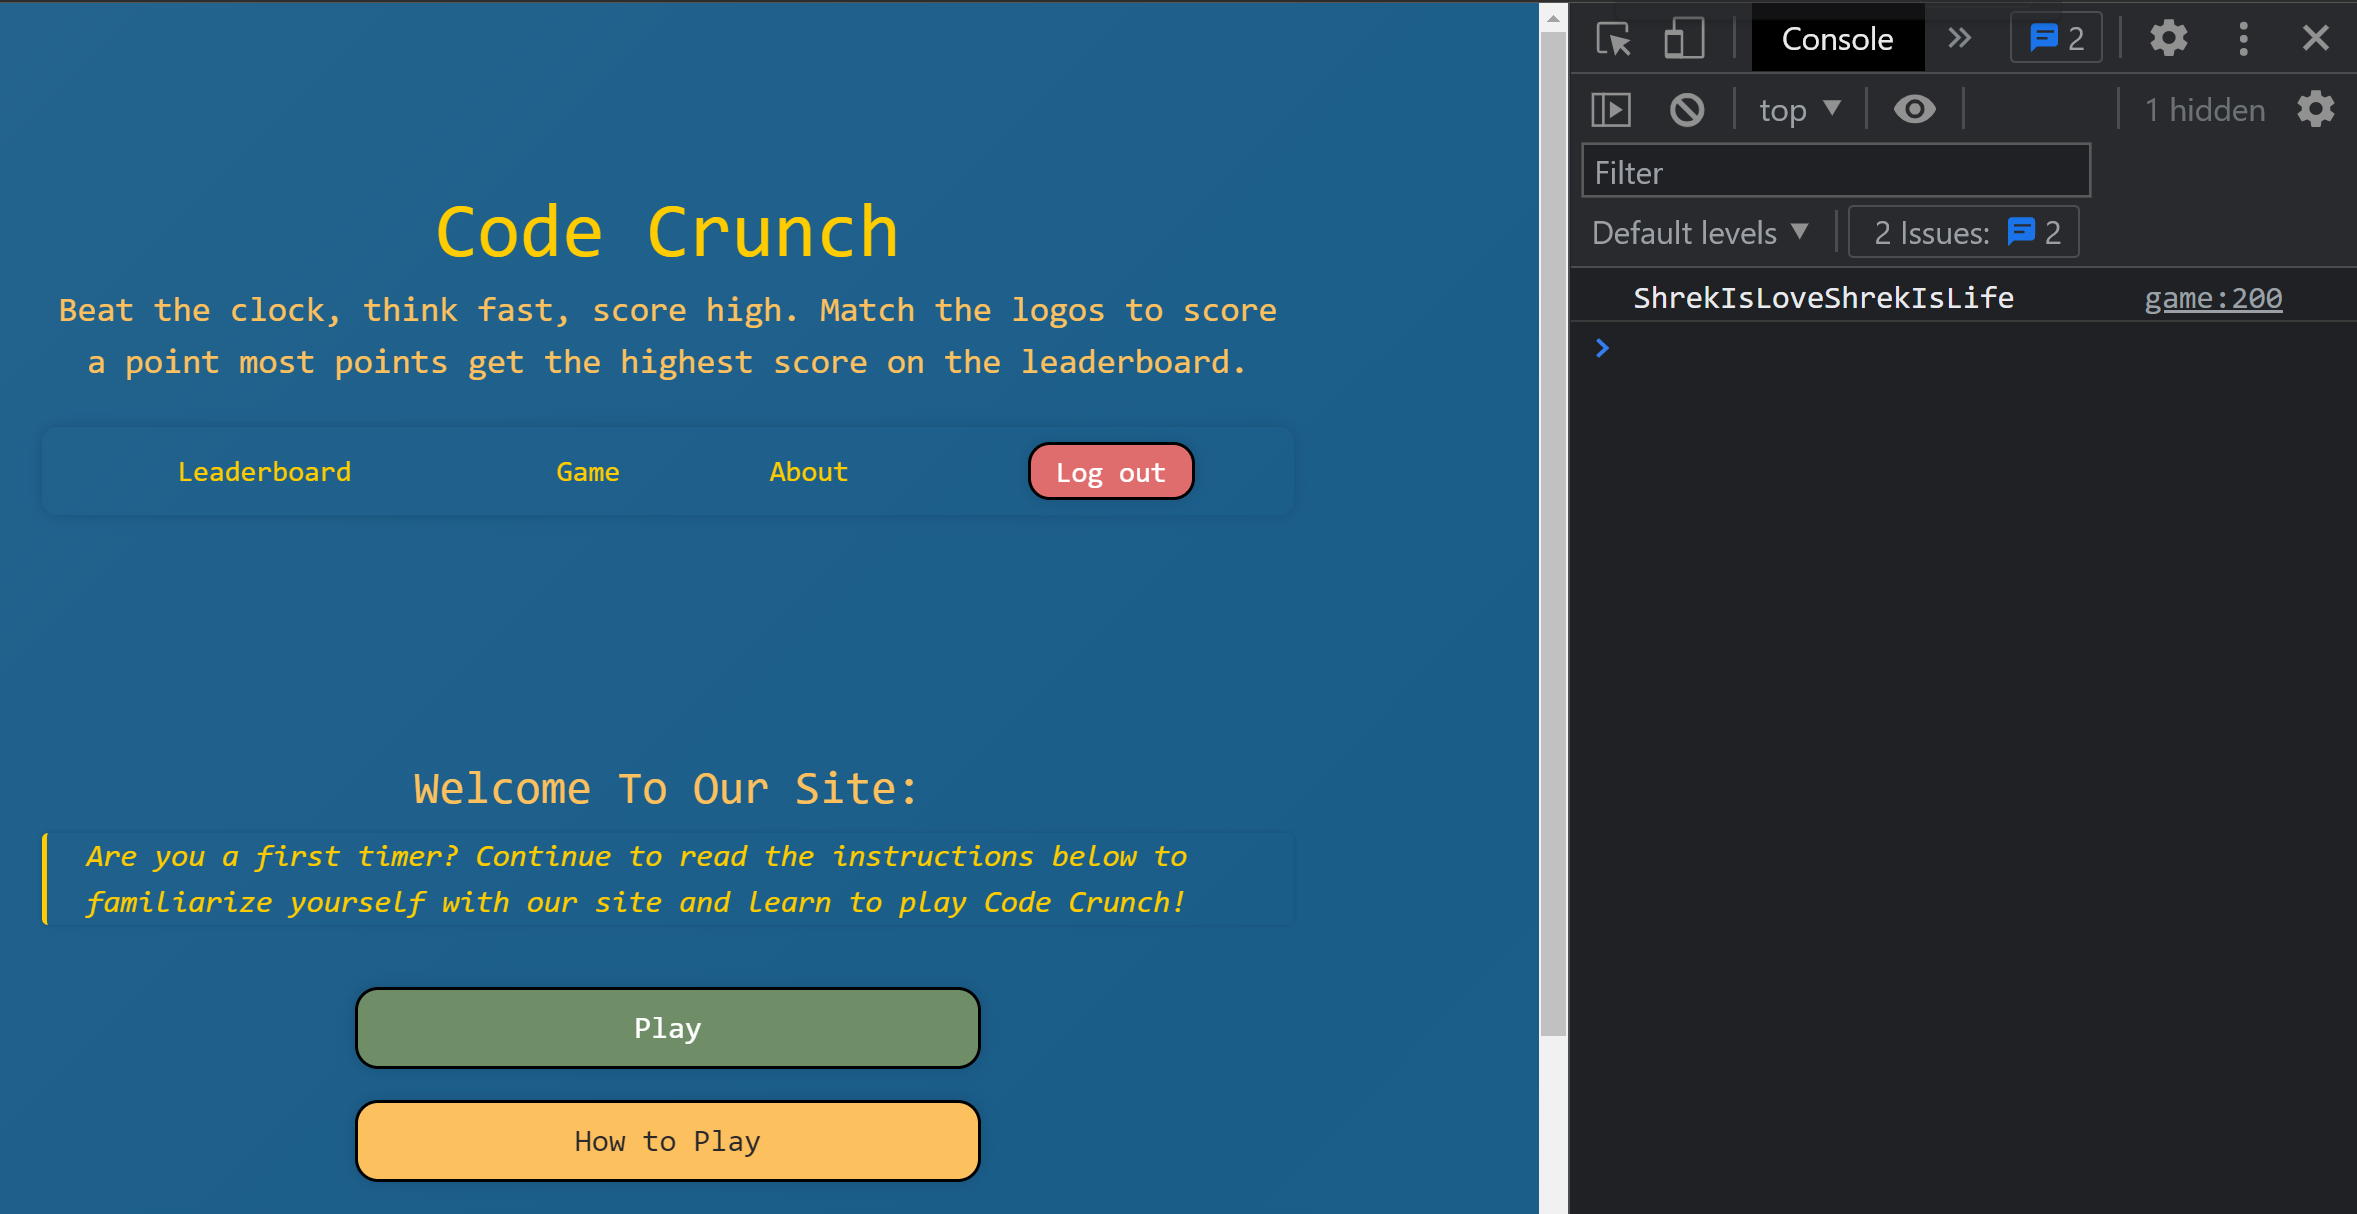 Code Crunch
Beat the clock, think fast, score high. Match the logos to score
a point most points get the highest score on the leaderboard.
Leaderboard Game About Log out
Welcome To Our Site:
Are you a first timer? Continue to read the instructions below to
familiarize yourself with our site and learn to play Code Crunch!
Play
How to Play
Console » 2
top 1 hidden
Filter
Default levels 2 Issues: 2
ShrekIsLoveShrekIsLife game:200